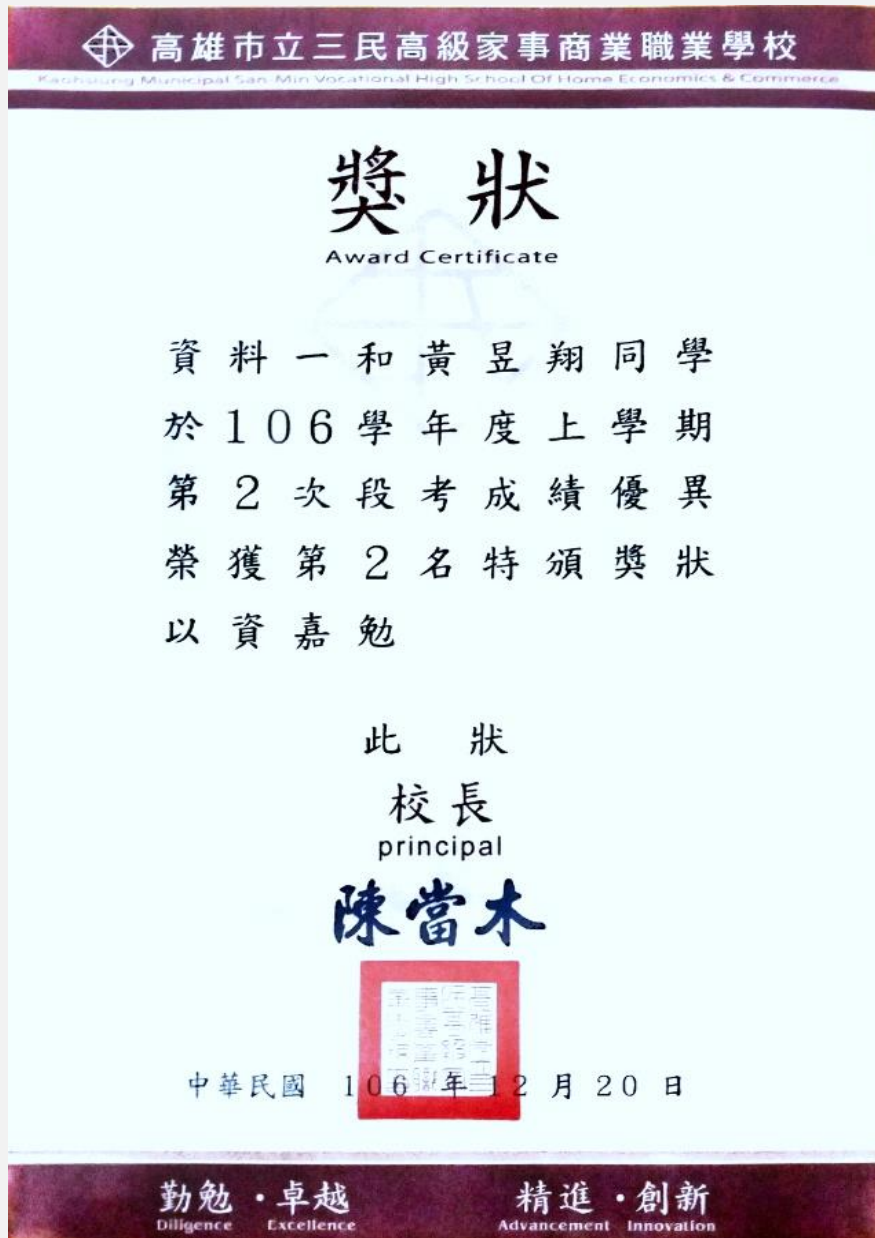 高雄市立三民高級家事商業職業學校
Kaohsiung Municipal San-Min Vocational High School Of Home Economics & Commerce
獎狀
Award Certificate
資料一和黃昱翔同學
於106學年度上學期
第2次段考成績優異
榮獲第2名特頒獎狀
以資嘉勉
此狀
校長
principal
陳當木
中華民國 106 年 12 月 20 日
勤勉・卓越 精進・創新
Diligence Excellence Advancement Innovation